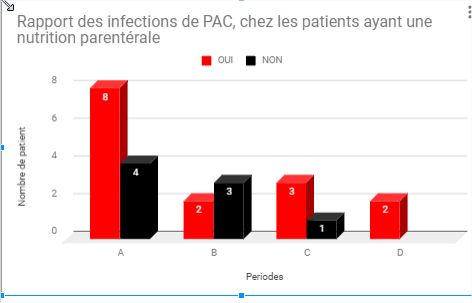 Rapport des infections de PAC, chez les patients ayant une
nutrition parentérale
OUI NON
Nombre de patient
8
6
4
2
0
8
4
2
3
3
1
2
A B C D
Periodes